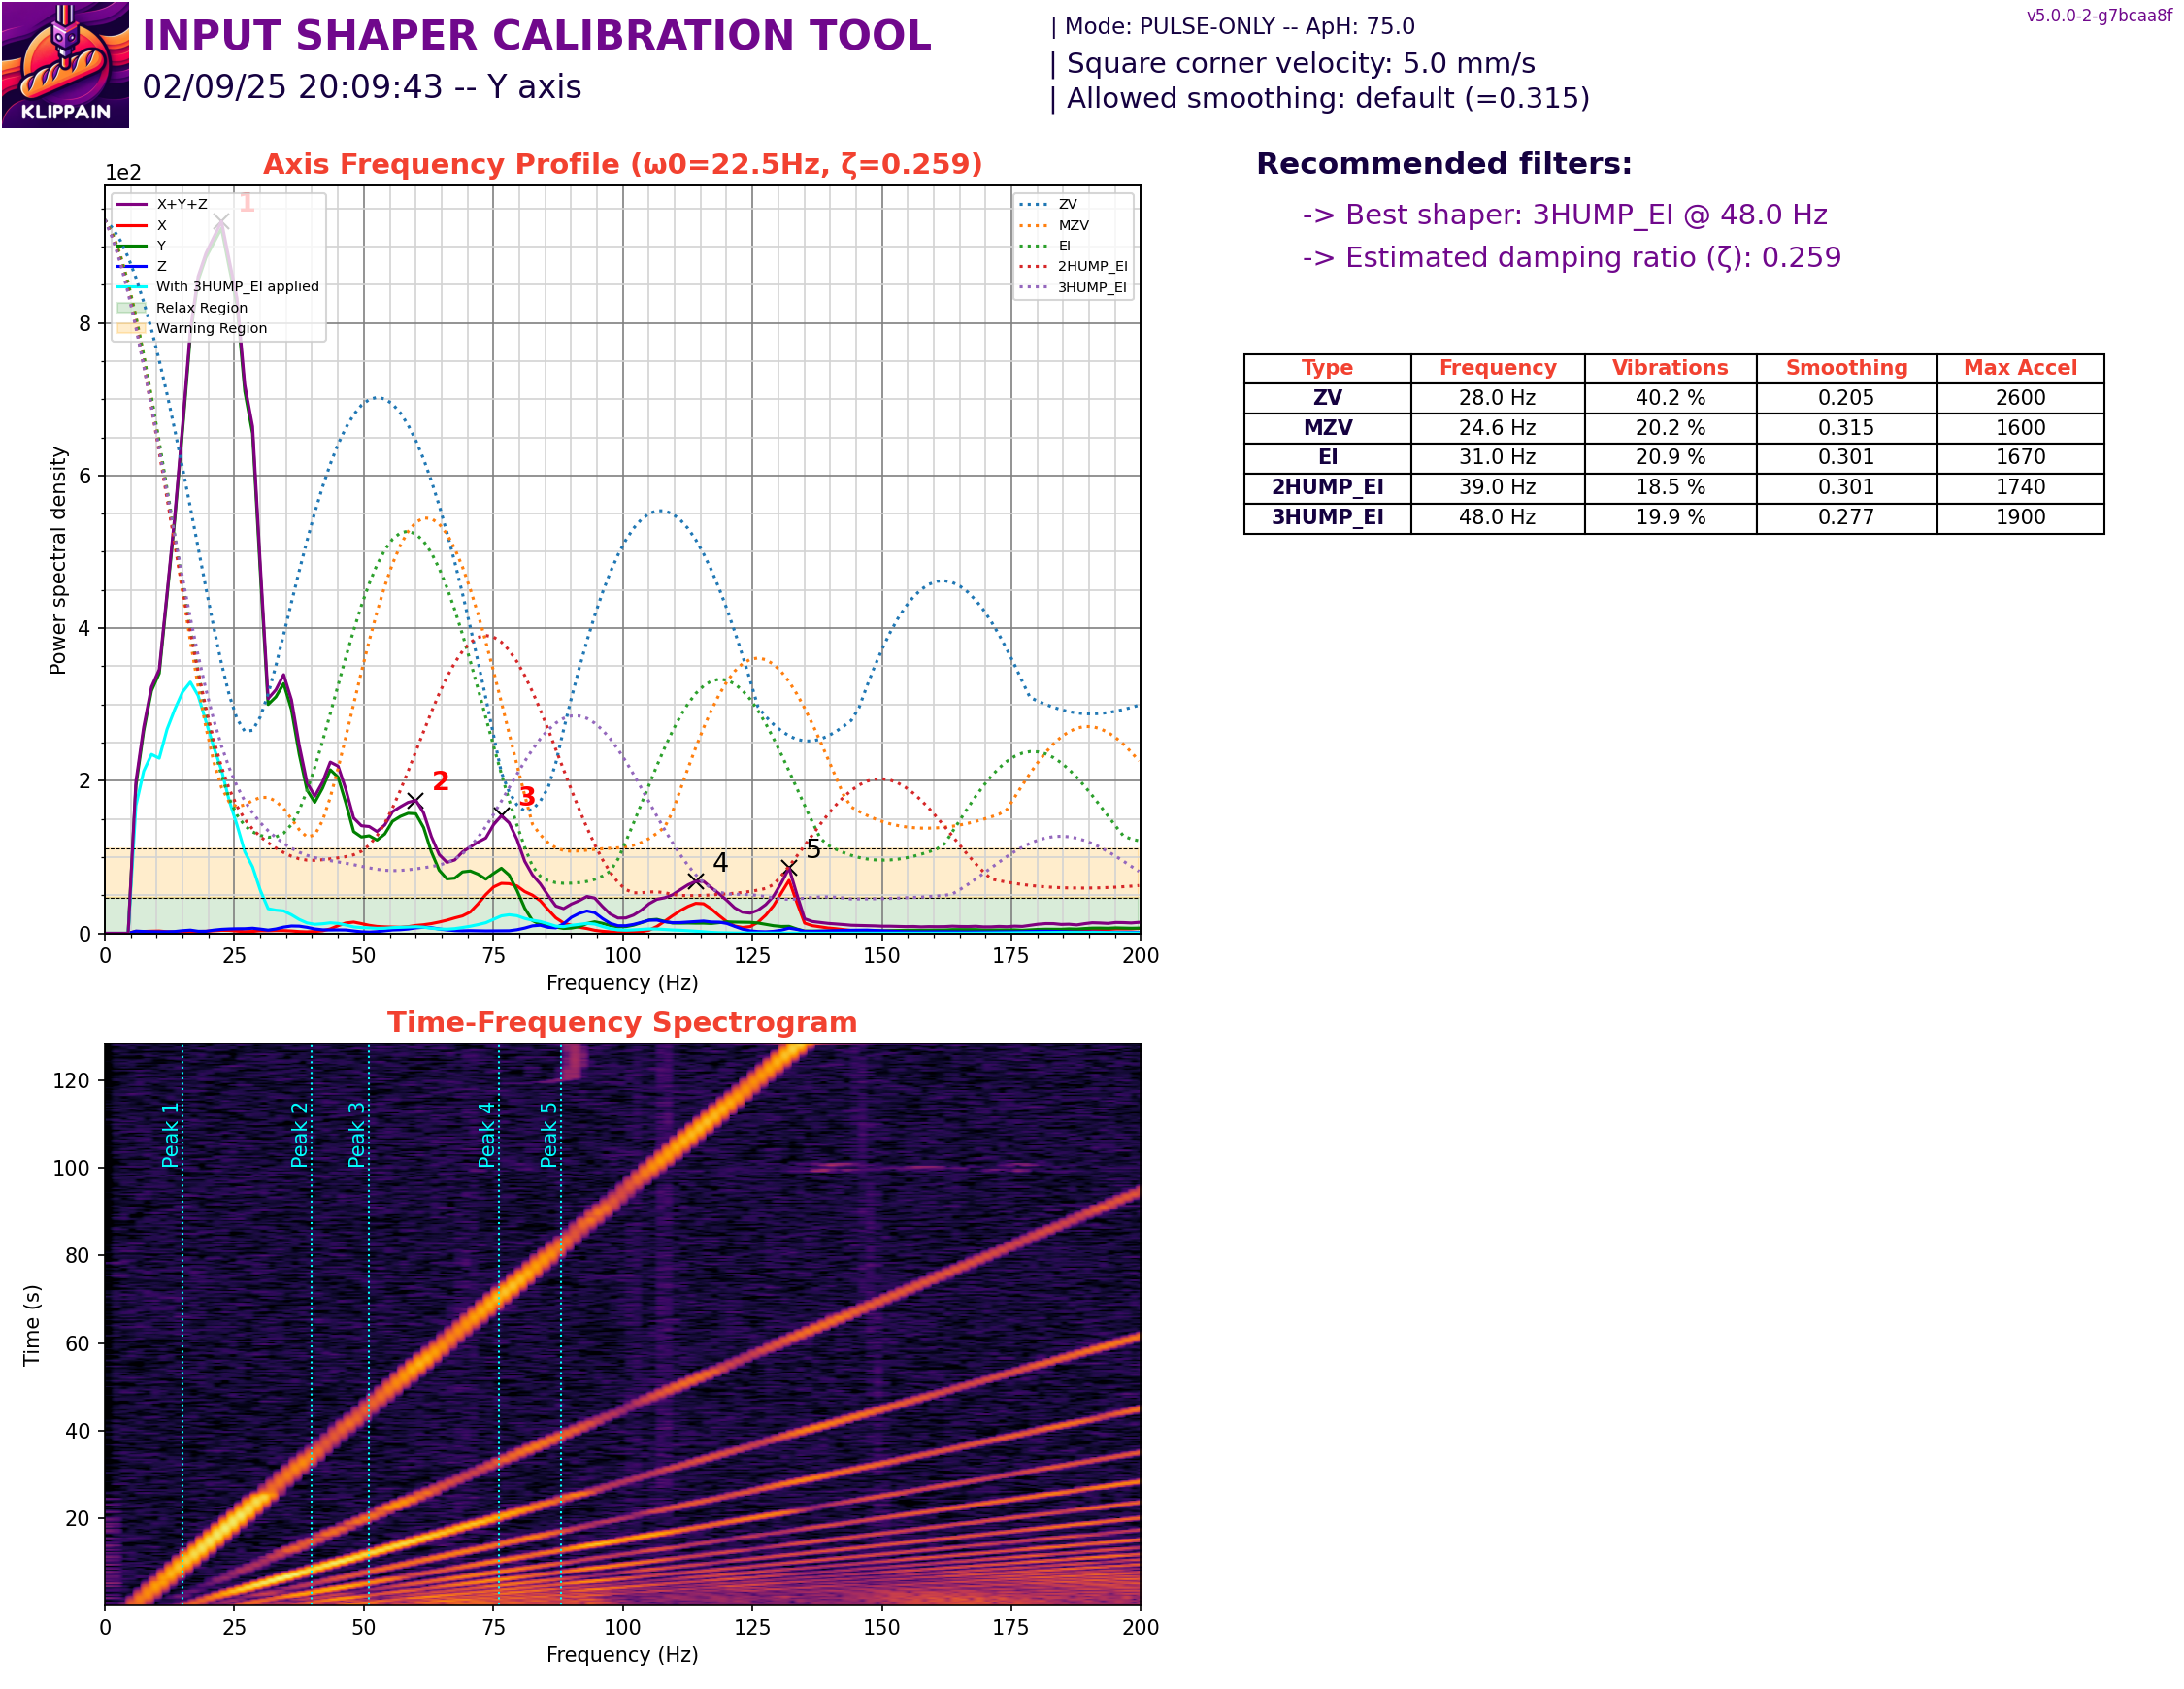 KLIPPAIN
INPUT SHAPER CALIBRATION TOOL
02/09/25 20:09:43 -- Y axis
| Mode: PULSE-ONLY -- ApH: 75.0
| Square corner velocity: 5.0 mm/s
| Allowed smoothing: default (=0.315)
v5.0.0-2-g7bcaa8f
Axis Frequency Profile (ω0=22.5Hz, ζ=0.259)
1e2
X+Y+Z
X
Y
Z
With 3HUMP_EI applied
Relax Region
Warning Region
ZV
MZV
EI
2HUMP_EI
3HUMP_EI
1
2
3
4
5
Power spectral density
8
6
4
2
0
0 25 50 75 100 125 150 175 200
Frequency (Hz)
Recommended filters:
-> Best shaper: 3HUMP_EI @ 48.0 Hz
-> Estimated damping ratio (ζ): 0.259
Type Frequency Vibrations Smoothing Max Accel
ZV 28.0 Hz 40.2 % 0.205 2600
MZV 24.6 Hz 20.2 % 0.315 1600
EI 31.0 Hz 20.9 % 0.301 1670
2HUMP_EI 39.0 Hz 18.5 % 0.301 1740
3HUMP_EI 48.0 Hz 19.9 % 0.277 1900
Time-Frequency Spectrogram
Time (s)
120
100
80
60
40
20
Peak 1
Peak 2
Peak 3
Peak 4
Peak 5
0 25 50 75 100 125 150 175 200
Frequency (Hz)